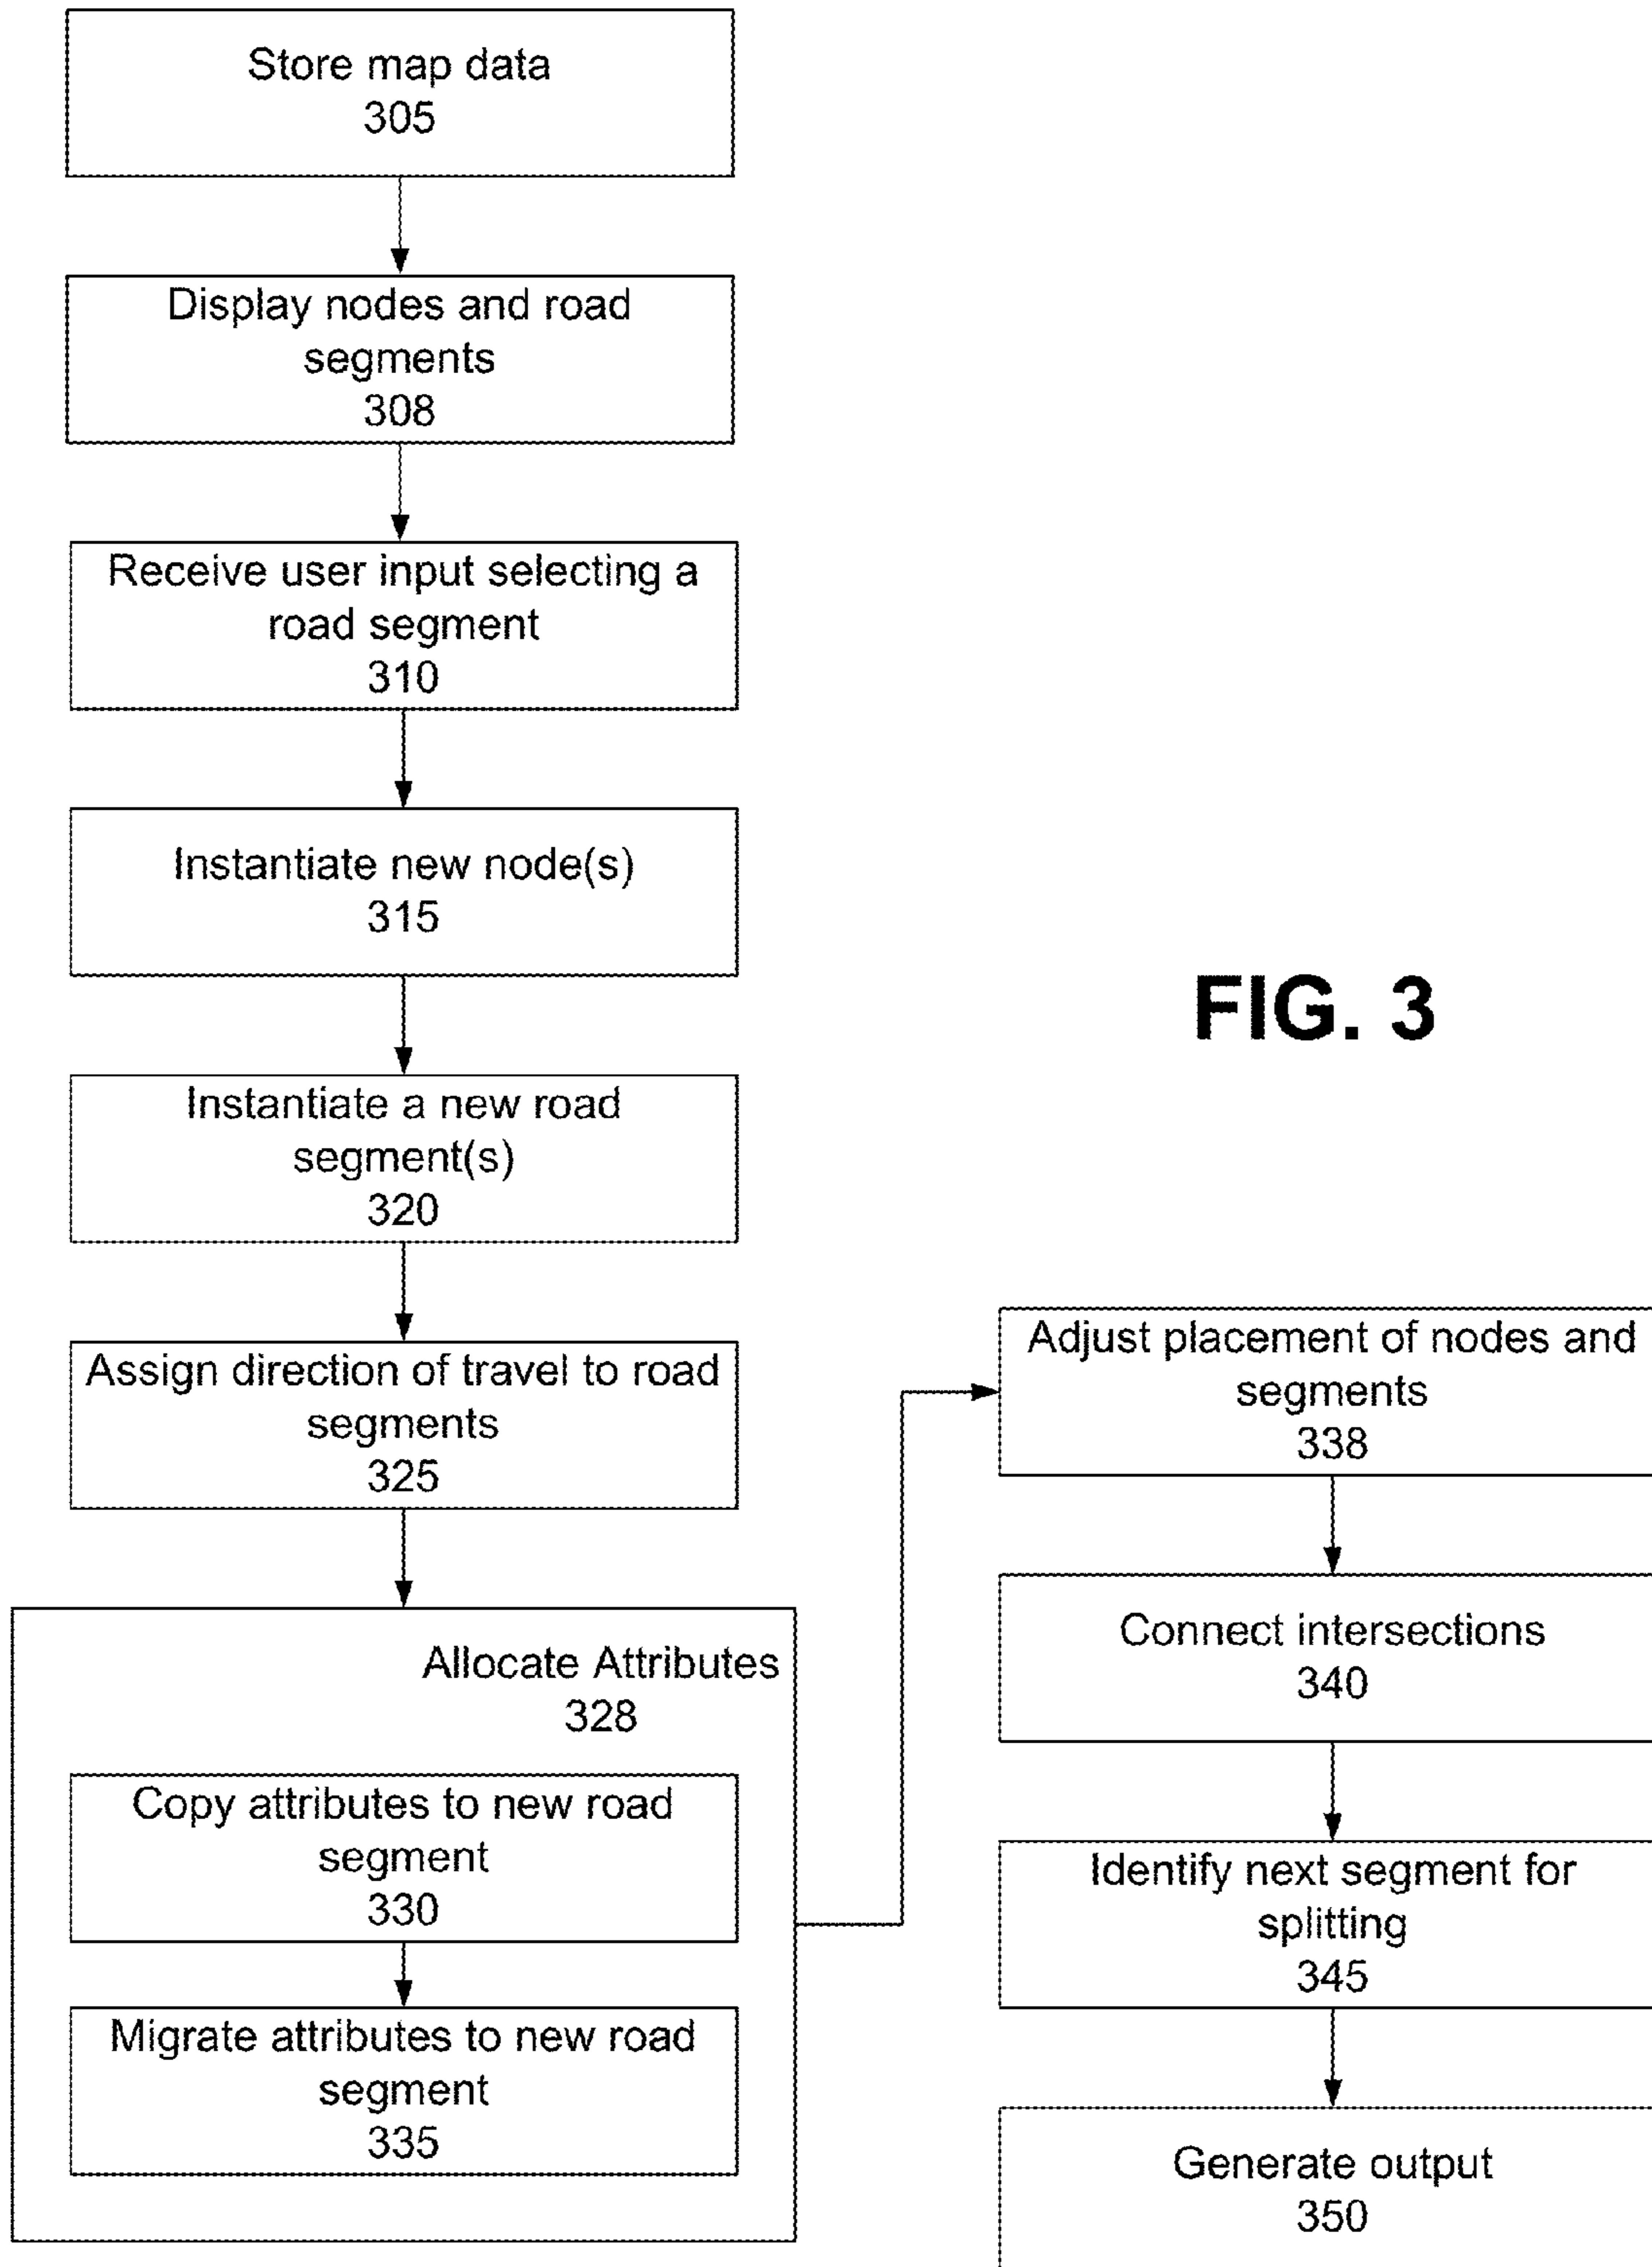 Store map data
305
Display nodes and road
segments
308
Receive user input selecting a
road segment
310
Instantiate new node(s)
315
Instantiate a new road
segment(s)
320
Assign direction of travel to road
segments
325
Allocate Attributes
328
Copy attributes to new road
segment
330
Migrate attributes to new road
segment
335
FIG. 3
Adjust placement of nodes and
segments
338
Connect intersections
340
Identify next segment for
splitting
345
Generate output
350